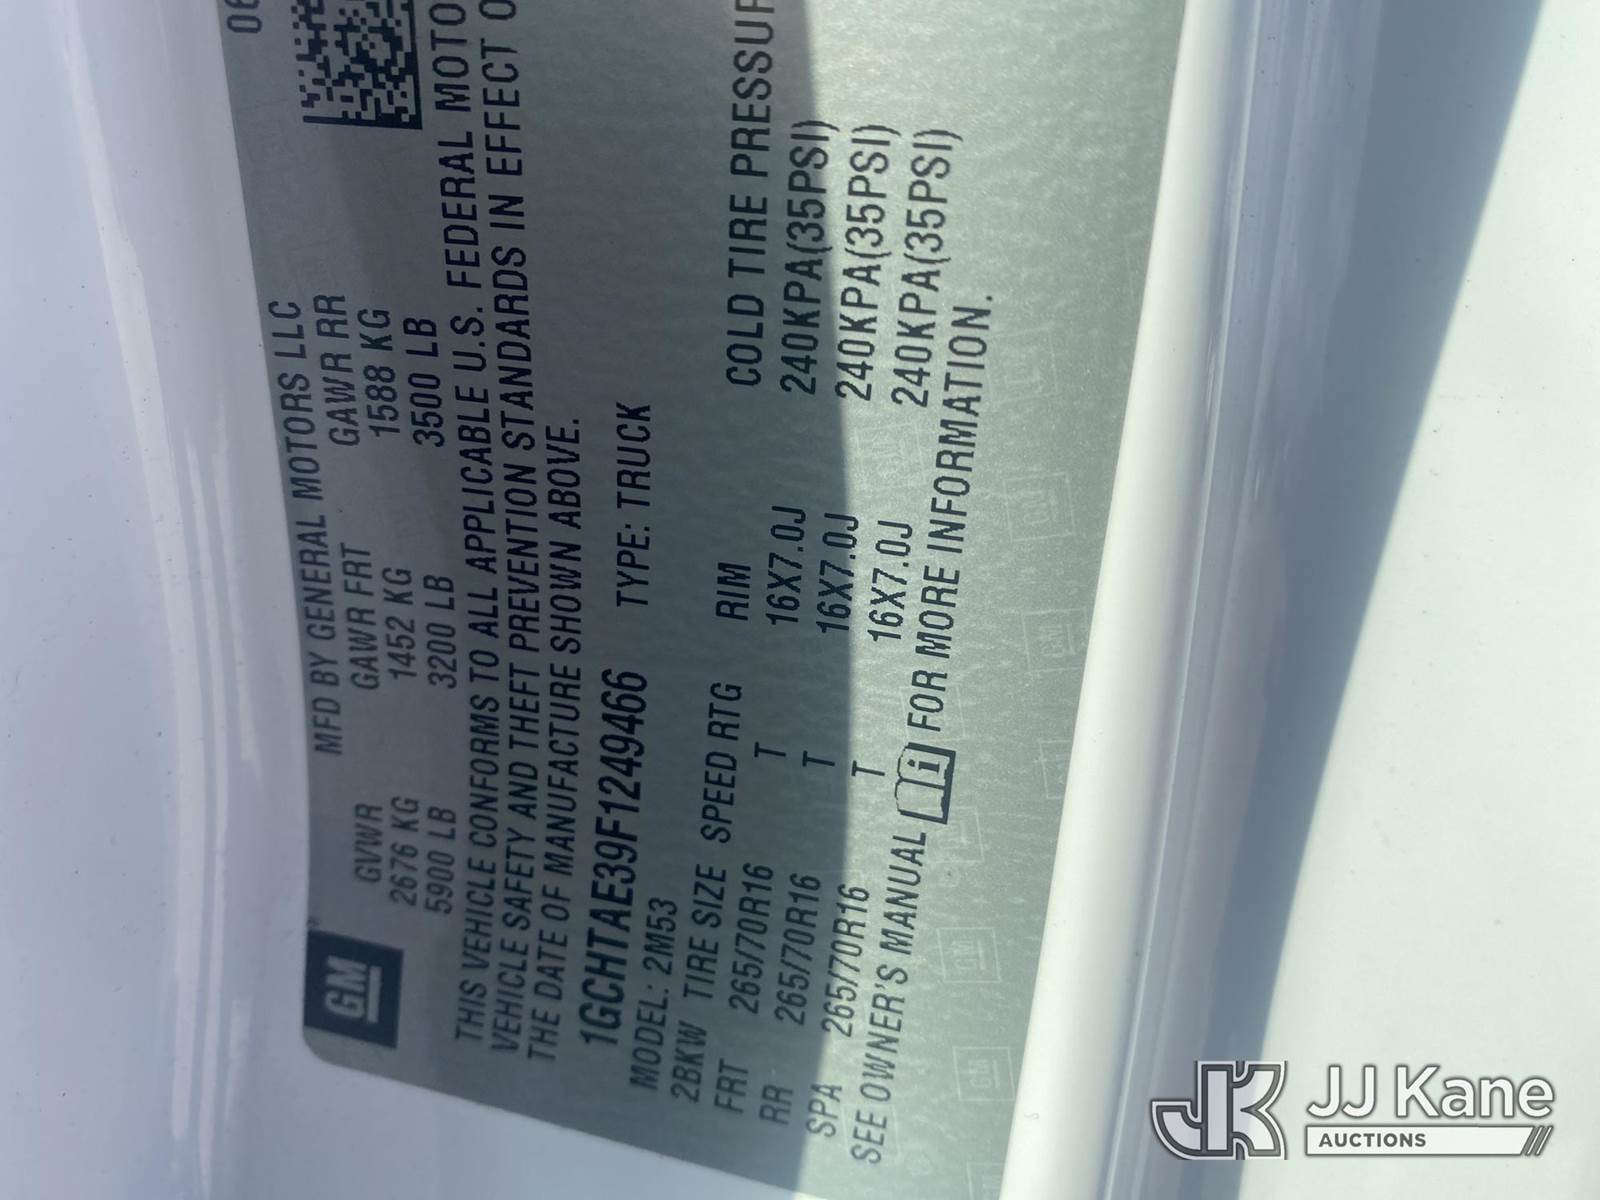 GM
MFD BY GENERAL MOTORS LLC
06
GVWR GAWR FRT GAWR RR
2676 KG 1452 KG 1588 KG
5900 LB 3200 LB 3500 LB
THIS VEHICLE CONFORMS TO ALL APPLICABLE U.S. FEDERAL MOTO
VEHICLE SAFETY AND THEFT PREVENTION STANDARDS IN EFFECT O
THE DATE OF MANUFACTURE SHOWN ABOVE.
1GCHTAE39F1249466 TYPE: TRUCK
MODEL: 2M53
2BKW TIRE SIZE SPEED RTG RIM COLD TIRE PRESSUR
FRT 265/70R16 T 16X7.0J 240KPA(35PSI)
RR 265/70R16 T 16X7.0J 240KPA(35PSI)
SPA 265/70R16 T 16X7.0J 240KPA(35PSI)
SEE OWNER'S MANUAL FOR MORE INFORMATION.
JK JJ Kane
AUCTIONS